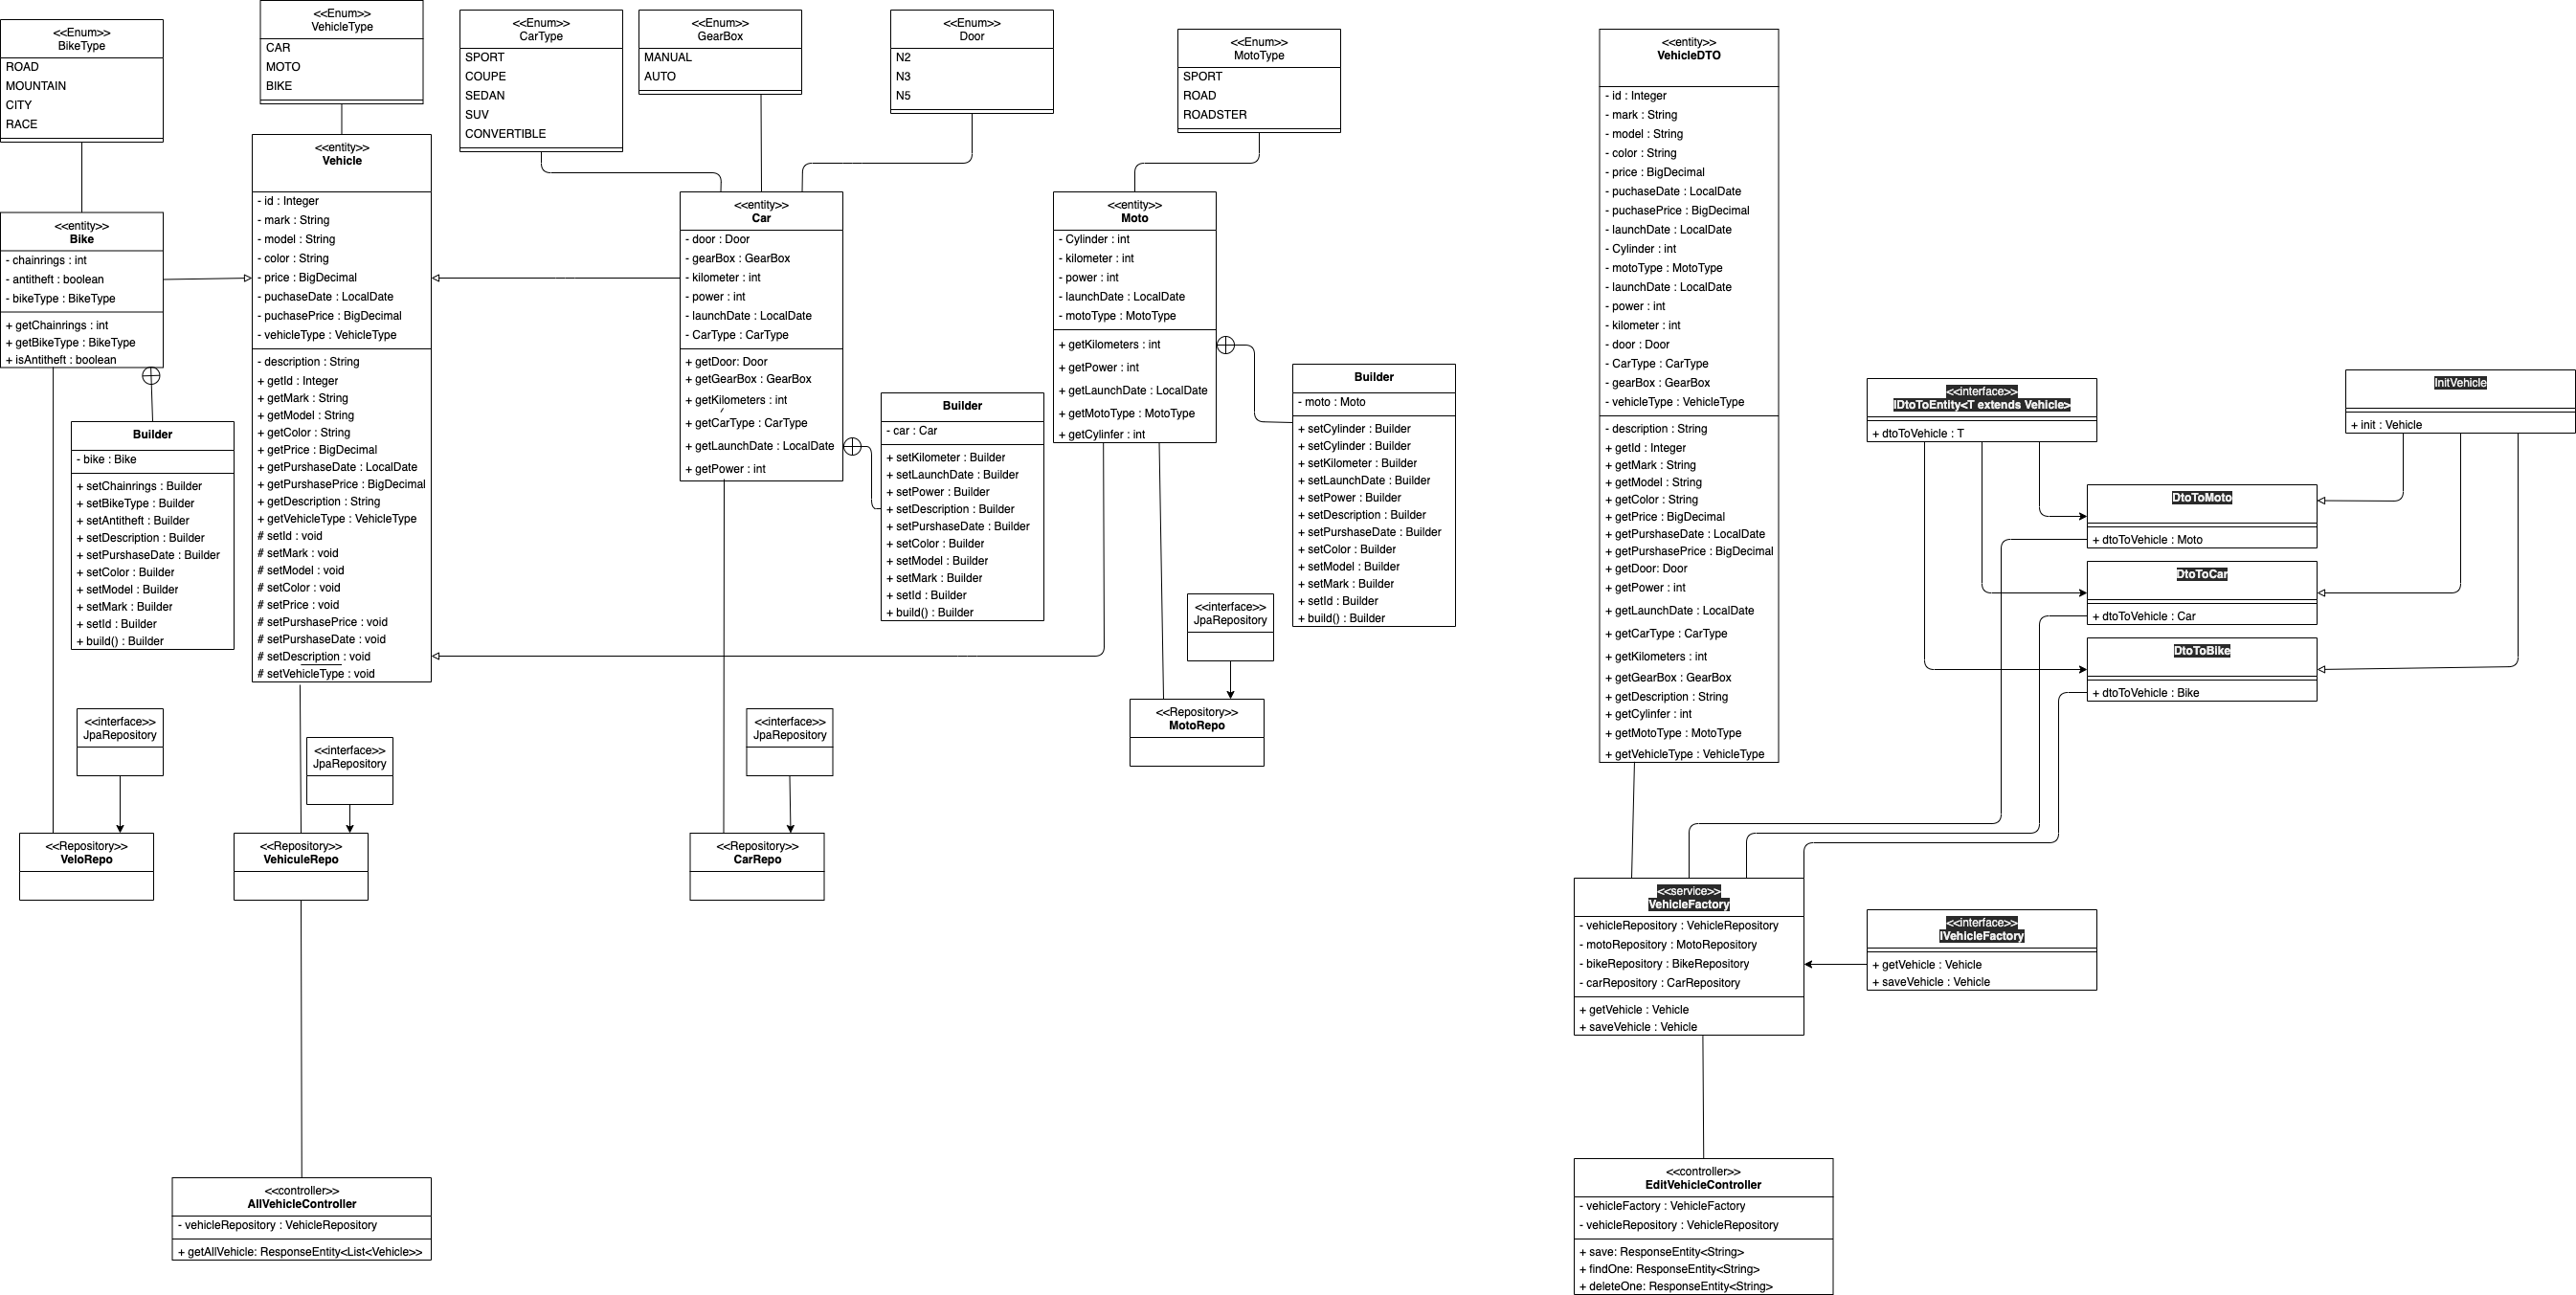 <<Enum>>
BikeType
ROAD
MOUNTAIN
CITY
RACE
<<Enum>>
VehicleType
CAR
MOTO
BIKE
<<Enum>>
CarType
SPORT
COUPE
SEDAN
SUV
CONVERTIBLE
<<Enum>>
GearBox
MANUAL
AUTO
<<Enum>>
Door
N2
N3
N5
<<Enum>>
MotoType
SPORT
ROAD
ROADSTER
<<entity>>
Bike
- chainrings : int
- antitheft : boolean
- bikeType : BikeType
+ getChainrings : int
+ getBikeType : BikeType
+ isAntitheft : boolean
Builder
- bike : Bike
+ setChainrings : Builder
+ setBikeType : Builder
+ setAntitheft : Builder
+ setDescription : Builder
+ setPurshaseDate : Builder
+ setColor : Builder
+ setModel : Builder
+ setMark : Builder
+ setId : Builder
+ build() : Builder
<<entity>>
Vehicle
- id : Integer
- mark : String
- model : String
- color : String
- price : BigDecimal
- puchaseDate : LocalDate
- puchasePrice : BigDecimal
- vehicleType : VehicleType
- description : String
+ getId : Integer
+ getMark : String
+ getModel : String
+ getColor : String
+ getPrice : BigDecimal
+ getPurshaseDate : LocalDate
+ getPurshasePrice : BigDecimal
+ getDescription : String
+ getVehicleType : VehicleType
# setId : void
# setMark : void
# setModel : void
# setColor : void
# setPrice : void
# setPurshasePrice : void
# setPurshaseDate : void
# setDescription : void
# setVehicleType : void
<<entity>>
Car
- door : Door
- gearBox : GearBox
- kilometer : int
- power : int
- launchDate : LocalDate
- CarType : CarType
+ getDoor: Door
+ getGearBox : GearBox
+ getKilometers : int
+ getCarType : CarType
+ getLaunchDate : LocalDate
+ getPower : int
Builder
- car : Car
+ setKilometer : Builder
+ setLaunchDate : Builder
+ setPower : Builder
+ setDescription : Builder
+ setPurshaseDate : Builder
+ setColor : Builder
+ setModel : Builder
+ setMark : Builder
+ setId : Builder
+ build() : Builder
<<entity>>
Moto
- Cylinder : int
- kilometer : int
- power : int
- launchDate : LocalDate
- motoType : MotoType
+ getKilometers : int
+ getPower : int
+ getLaunchDate : LocalDate
+ getMotoType : MotoType
+ getCylinfer : int
Builder
- moto : Moto
+ setCylinder : Builder
+ setCylinder : Builder
+ setKilometer : Builder
+ setLaunchDate : Builder
+ setPower : Builder
+ setDescription : Builder
+ setPurshaseDate : Builder
+ setColor : Builder
+ setModel : Builder
+ setMark : Builder
+ setId : Builder
+ build() : Builder
<<interface>>
JpaRepository
<<Repository>>
VeloRepo
<<interface>>
JpaRepository
<<Repository>>
VehiculeRepo
<<interface>>
JpaRepository
<<Repository>>
CarRepo
<<interface>>
JpaRepository
<<Repository>>
MotoRepo
<<controller>>
AllVehicleController
- vehicleRepository : VehicleRepository
+ getAllVehicle: ResponseEntity<List<Vehicle>>
<<entity>>
VehicleDTO
- id : Integer
- mark : String
- model : String
- color : String
- price : BigDecimal
- puchaseDate : LocalDate
- puchasePrice : BigDecimal
- launchDate : LocalDate
- Cylinder : int
- motoType : MotoType
- launchDate : LocalDate
- power : int
- kilometer : int
- door : Door
- CarType : CarType
- gearBox : GearBox
- vehicleType : VehicleType
- description : String
+ getId : Integer
+ getMark : String
+ getModel : String
+ getColor : String
+ getPrice : BigDecimal
+ getPurshaseDate : LocalDate
+ getPurshasePrice : BigDecimal
+ getDoor: Door
+ getPower : int
+ getLaunchDate : LocalDate
+ getCarType : CarType
+ getKilometers : int
+ getGearBox : GearBox
+ getDescription : String
+ getCylinfer : int
+ getMotoType : MotoType
+ getVehicleType : VehicleType
<<interface>>
IDtoToEntity<T extends Vehicle>
+ dtoToVehicle : T
InitVehicle
+ init : Vehicle
DtoToMoto
+ dtoToVehicle : Moto
DtoToCar
+ dtoToVehicle : Car
DtoToBike
+ dtoToVehicle : Bike
<<service>>
VehicleFactory
- vehicleRepository : VehicleRepository
- motoRepository : MotoRepository
- bikeRepository : BikeRepository
- carRepository : CarRepository
+ getVehicle : Vehicle
+ saveVehicle : Vehicle
<<interface>>
IVehicleFactory
+ getVehicle : Vehicle
+ saveVehicle : Vehicle
<<controller>>
EditVehicleController
- vehicleFactory : VehicleFactory
- vehicleRepository : VehicleRepository
+ save: ResponseEntity<String>
+ findOne: ResponseEntity<String>
+ deleteOne: ResponseEntity<String>